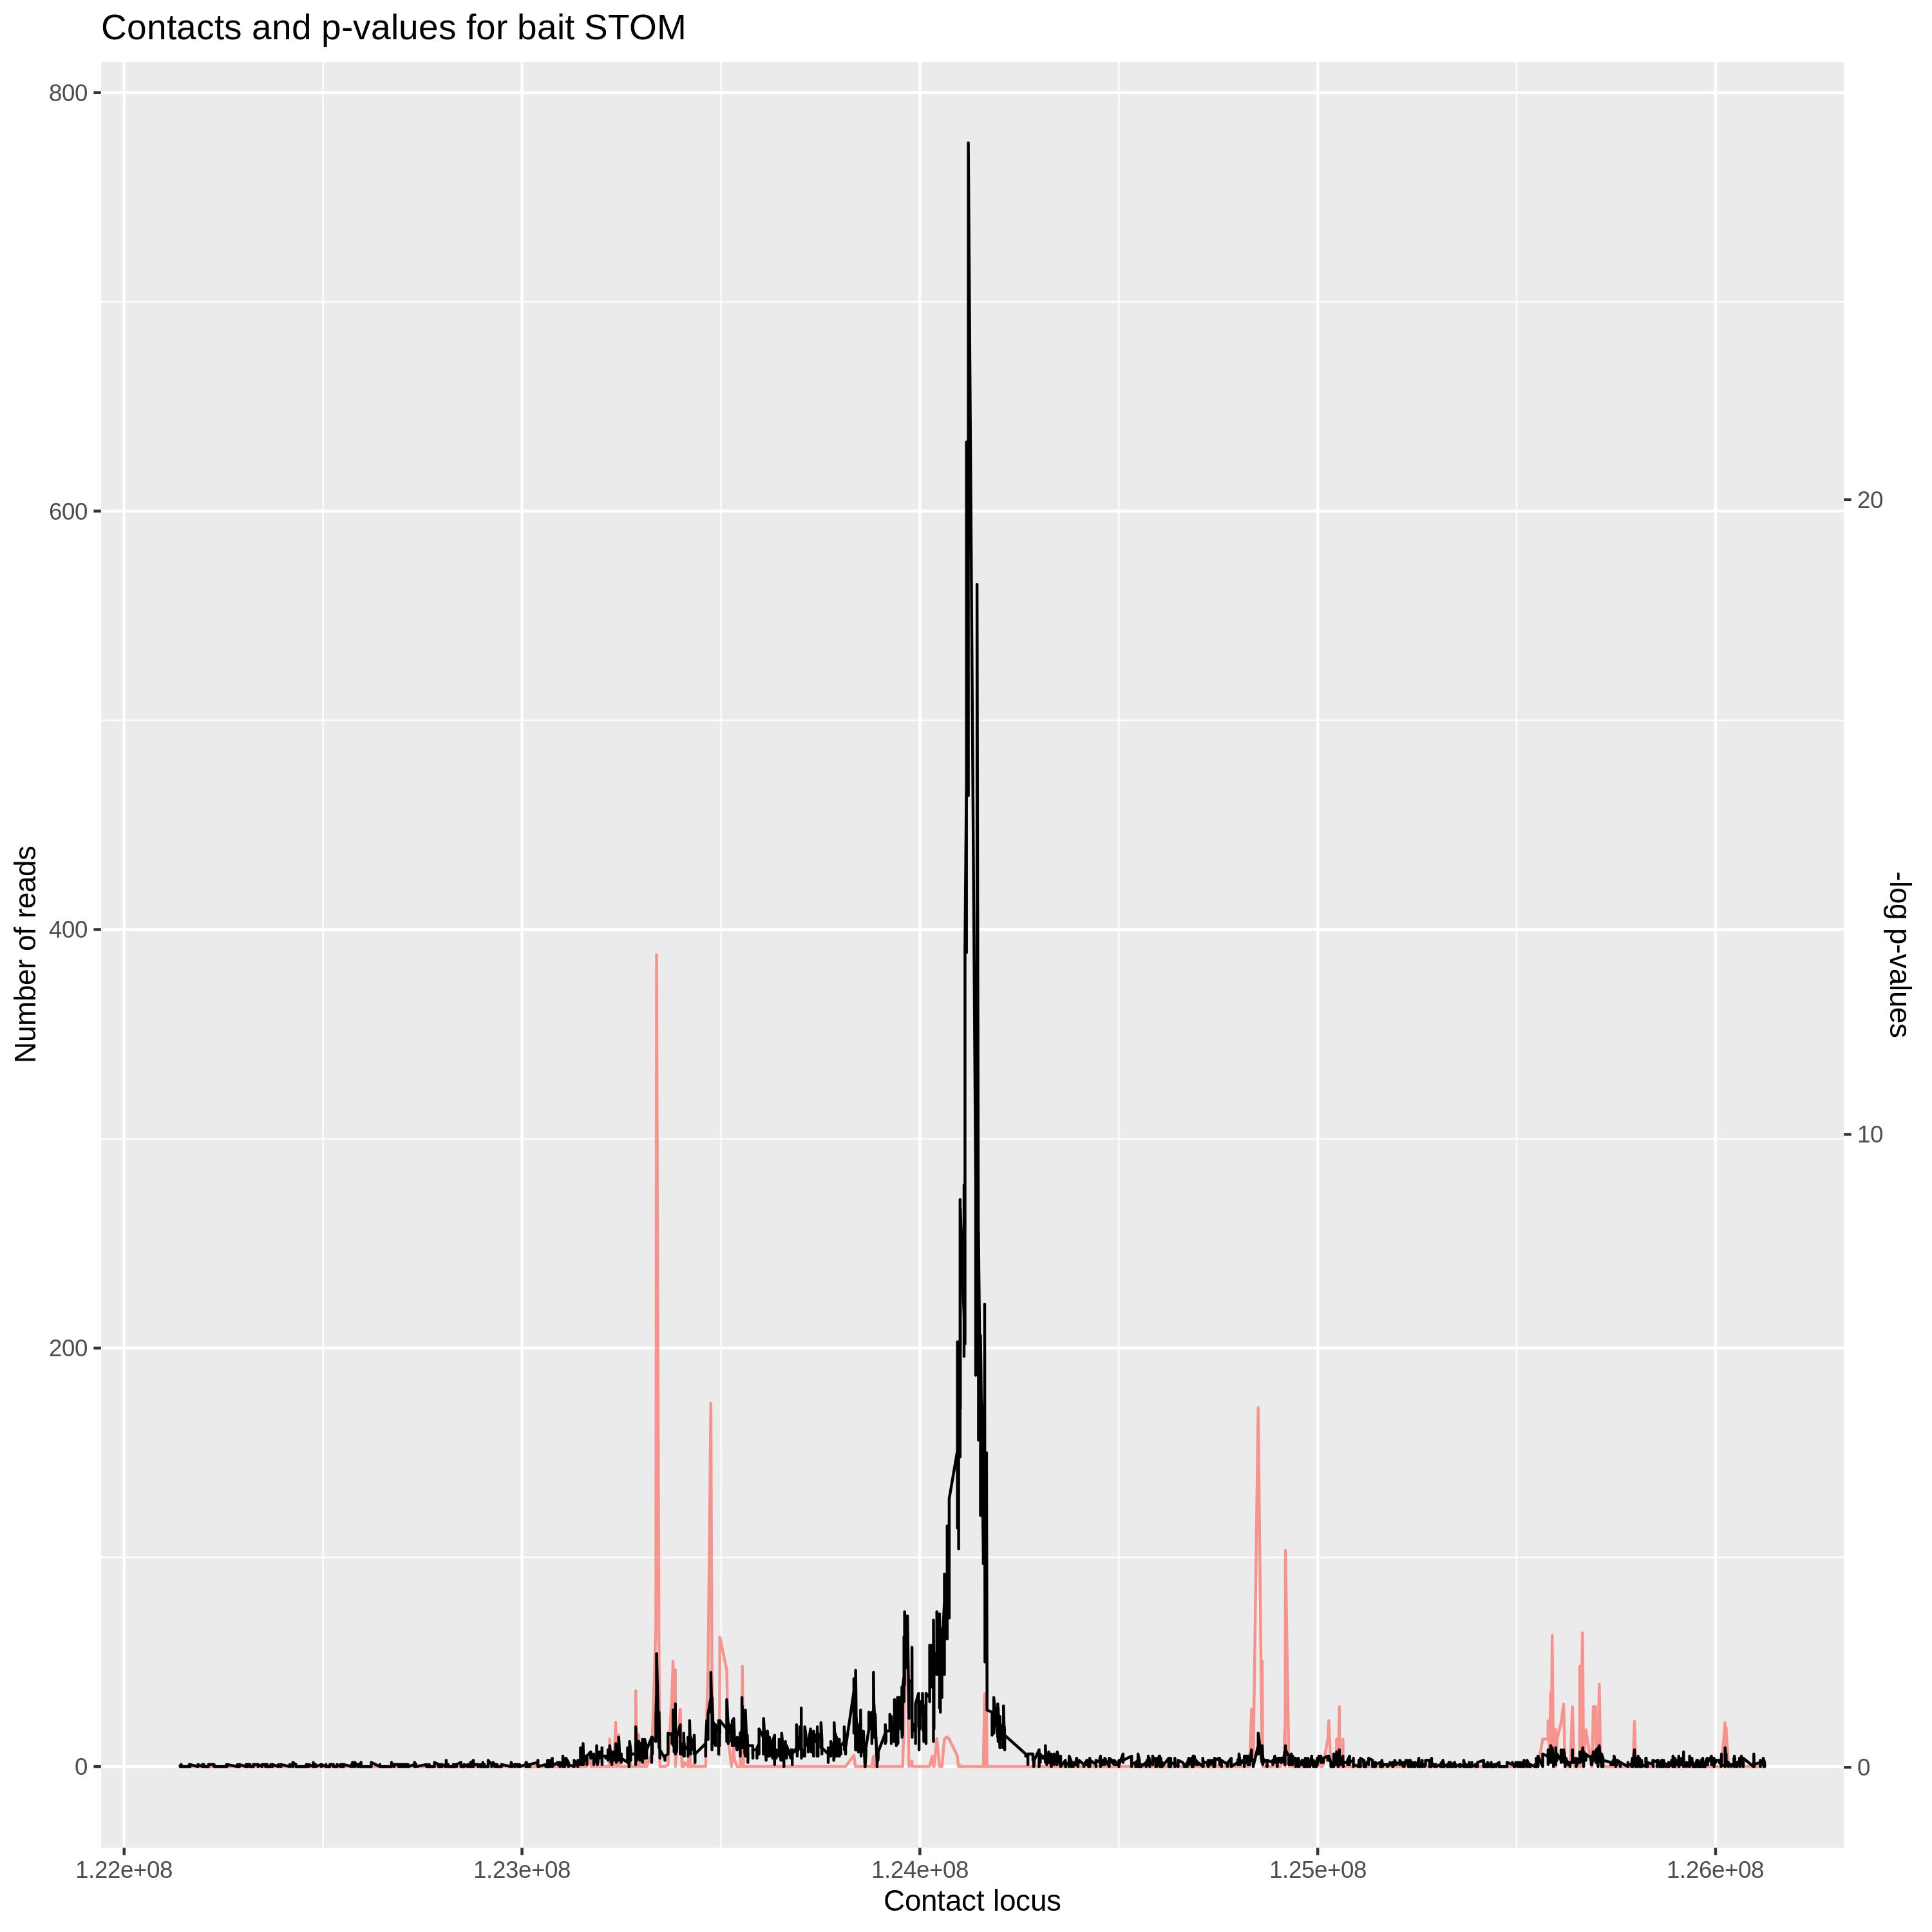 Contacts and p-values for bait STOM
800
600
400
200
0
Number of reads
20
10
0
-log p-values
1.22e+08
1.23e+08
1.24e+08
1.25e+08
1.26e+08
Contact locus